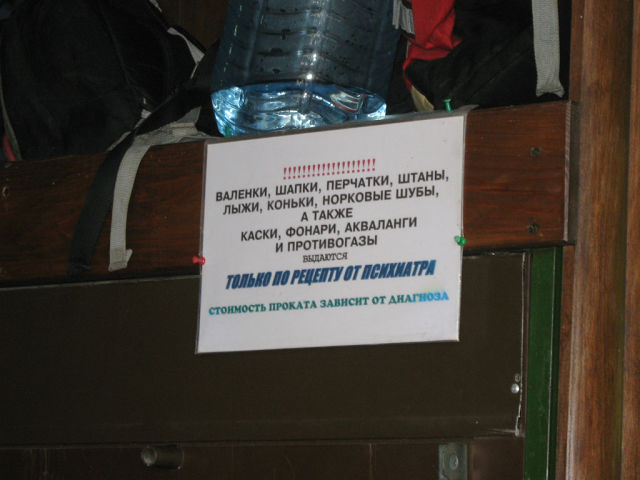 !!!!!!!!!!!!!!!!!!!
ВАЛЕНКИ, ШАПКИ, ПЕРЧАТКИ, ШТАНЫ,
ЛЫЖИ, КОНЬКИ, НОРКОВЫЕ ШУБЫ,
А ТАКЖЕ
КАСКИ, ФОНАРИ, АКВАЛАНГИ
И ПРОТИВОГАЗЫ
ВЫДАЮТСЯ
ТОЛЬКО ПО РЕЦЕПТУ ОТ ПСИХИАТРА
СТОИМОСТЬ ПРОКАТА ЗАВИСИТ ОТ ДИАГНОЗА